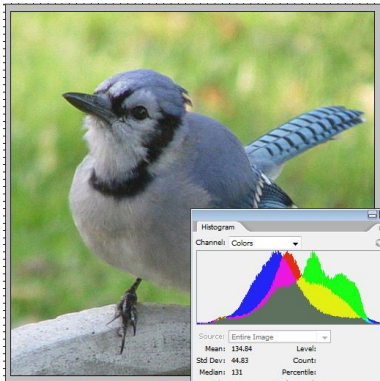 Histogram
Channel: Colors
Source: Entire Image
Mean: 134.84 Level:
Std Dev: 44.83 Count:
Median: 131 Percentile: